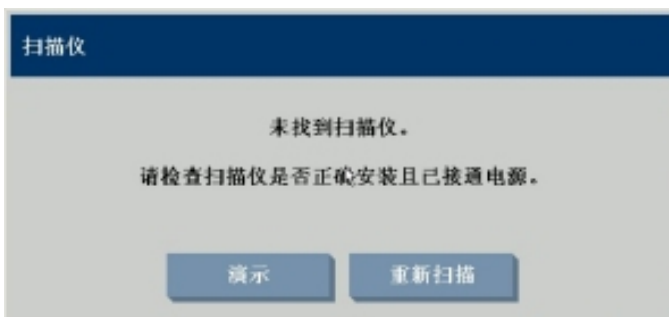 扫描仪
未找到扫描仪。
请检查扫描仪是否正确安装且已接通电源。
演示
重新扫描